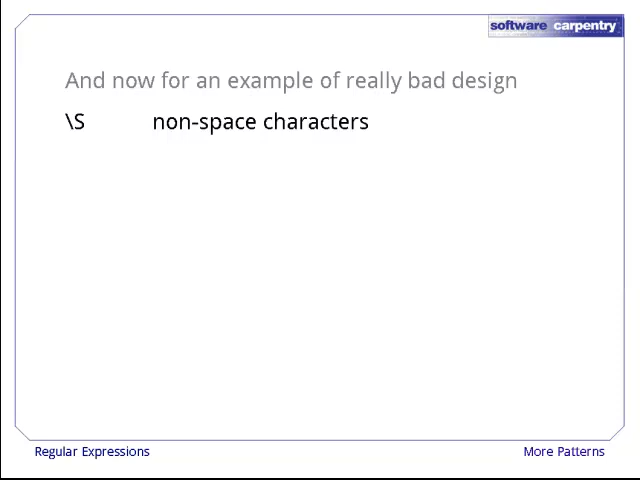 software carpentry
And now for an example of really bad design
\S non-space characters
Regular Expressions
More Patterns